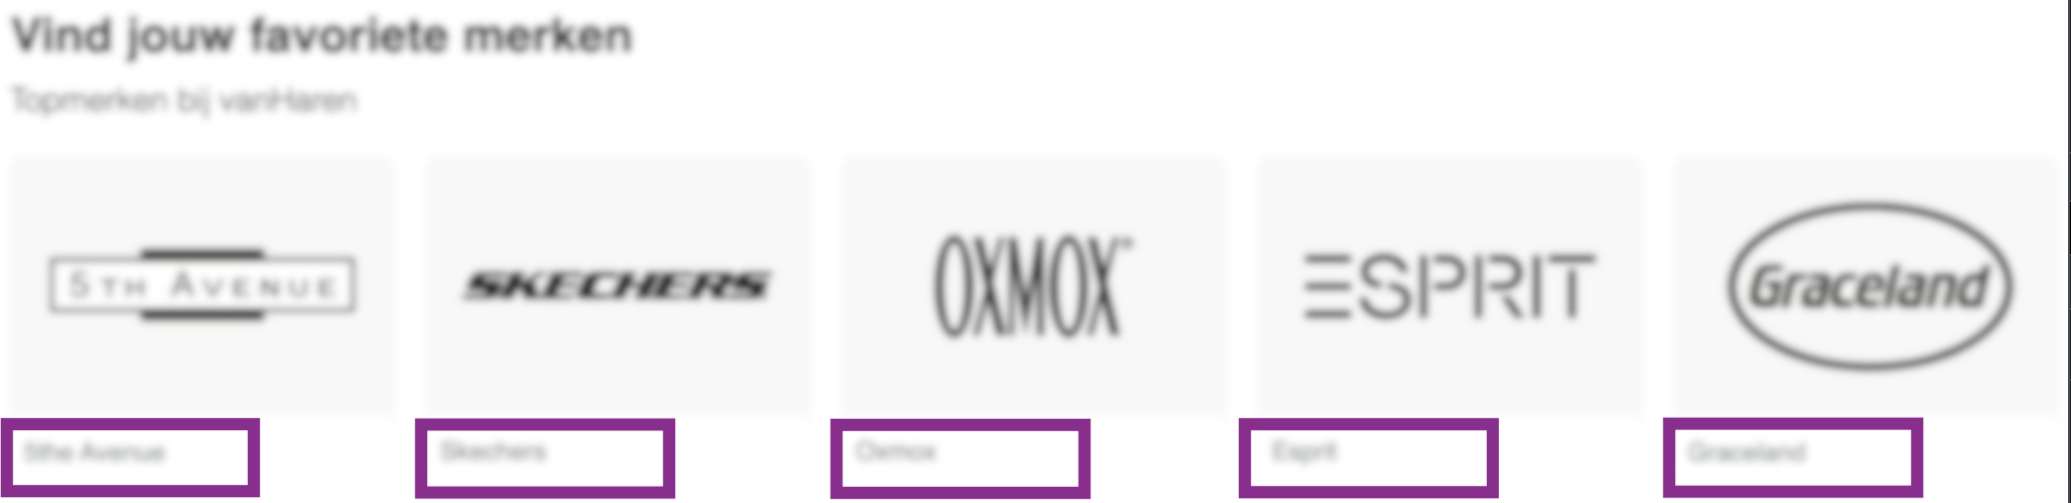 Vind jouw favoriete merken
Topmerken bij vanHaren
5TH AVENUE
SKECHERS
OXMOX
ESPRIT
Graceland
5the Avenue
Skechers
Oxmox
Esprit
Graceland